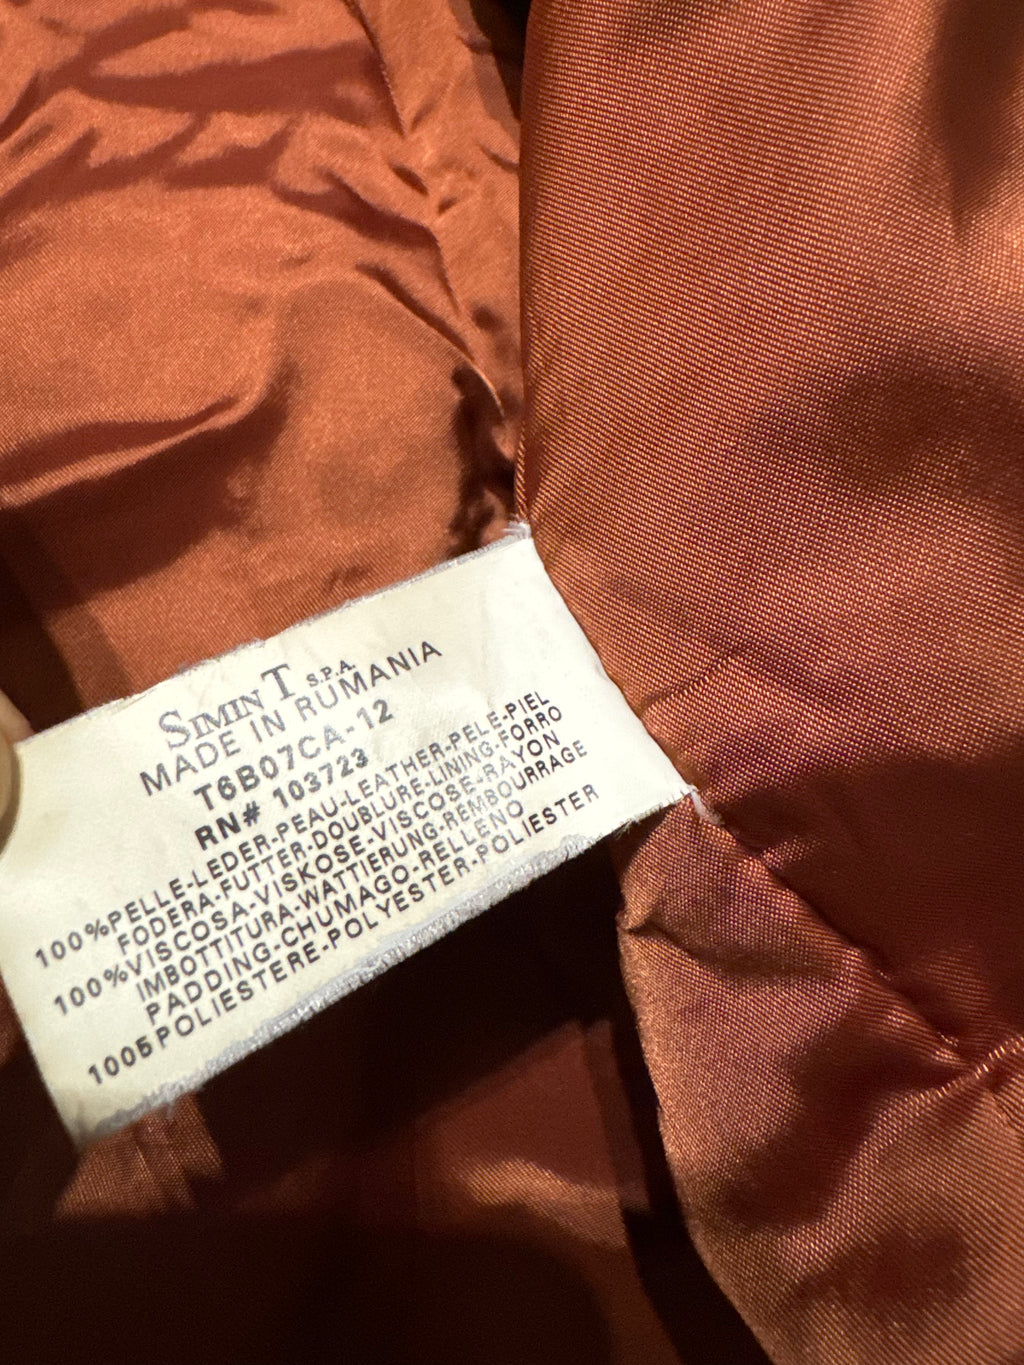 SIMINT S.P.A.
MADE IN RUMANIA
T6B07CA-12
RN# 103723
100%PELLE-LEDER-PEAU-LEATHER-PELE-PIEL
FODERA-FUTTER-DOUBLURE-LINING-FORRO
100%VISCOSA-VISKOSE-VISCOSE-RAYON
IMBOTTITURA-WATTIERUNG-REMBOURRAGE
PADDING-CHUMAGO-RELLENO
1005POLIESTERE-POLYESTER-POLIESTER